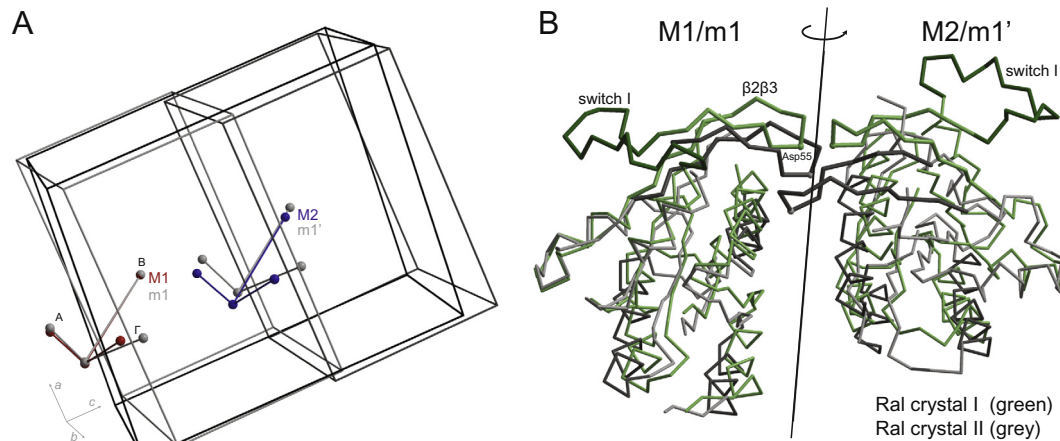 A
B
M1/m1
M2/m1’
switch I
β2β3
switch I
Asp55
M2
m1’
B
M1
m1
A
Γ
a
c
b
Ral crystal I (green)
Ral crystal II (grey)